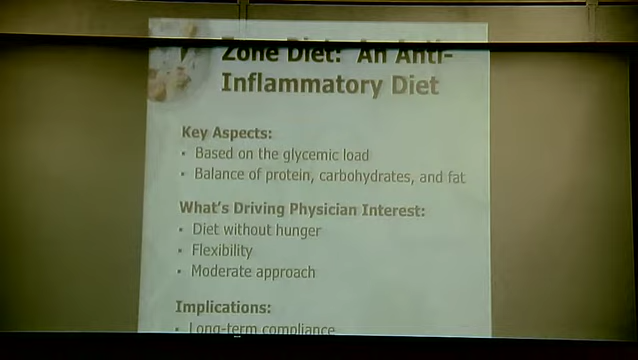 Zone Diet: An Anti-
Inflammatory Diet
Key Aspects:
• Based on the glycemic load
• Balance of protein, carbohydrates, and fat
What's Driving Physician Interest:
• Diet without hunger
• Flexibility
• Moderate approach
Implications:
• Long-term compliance